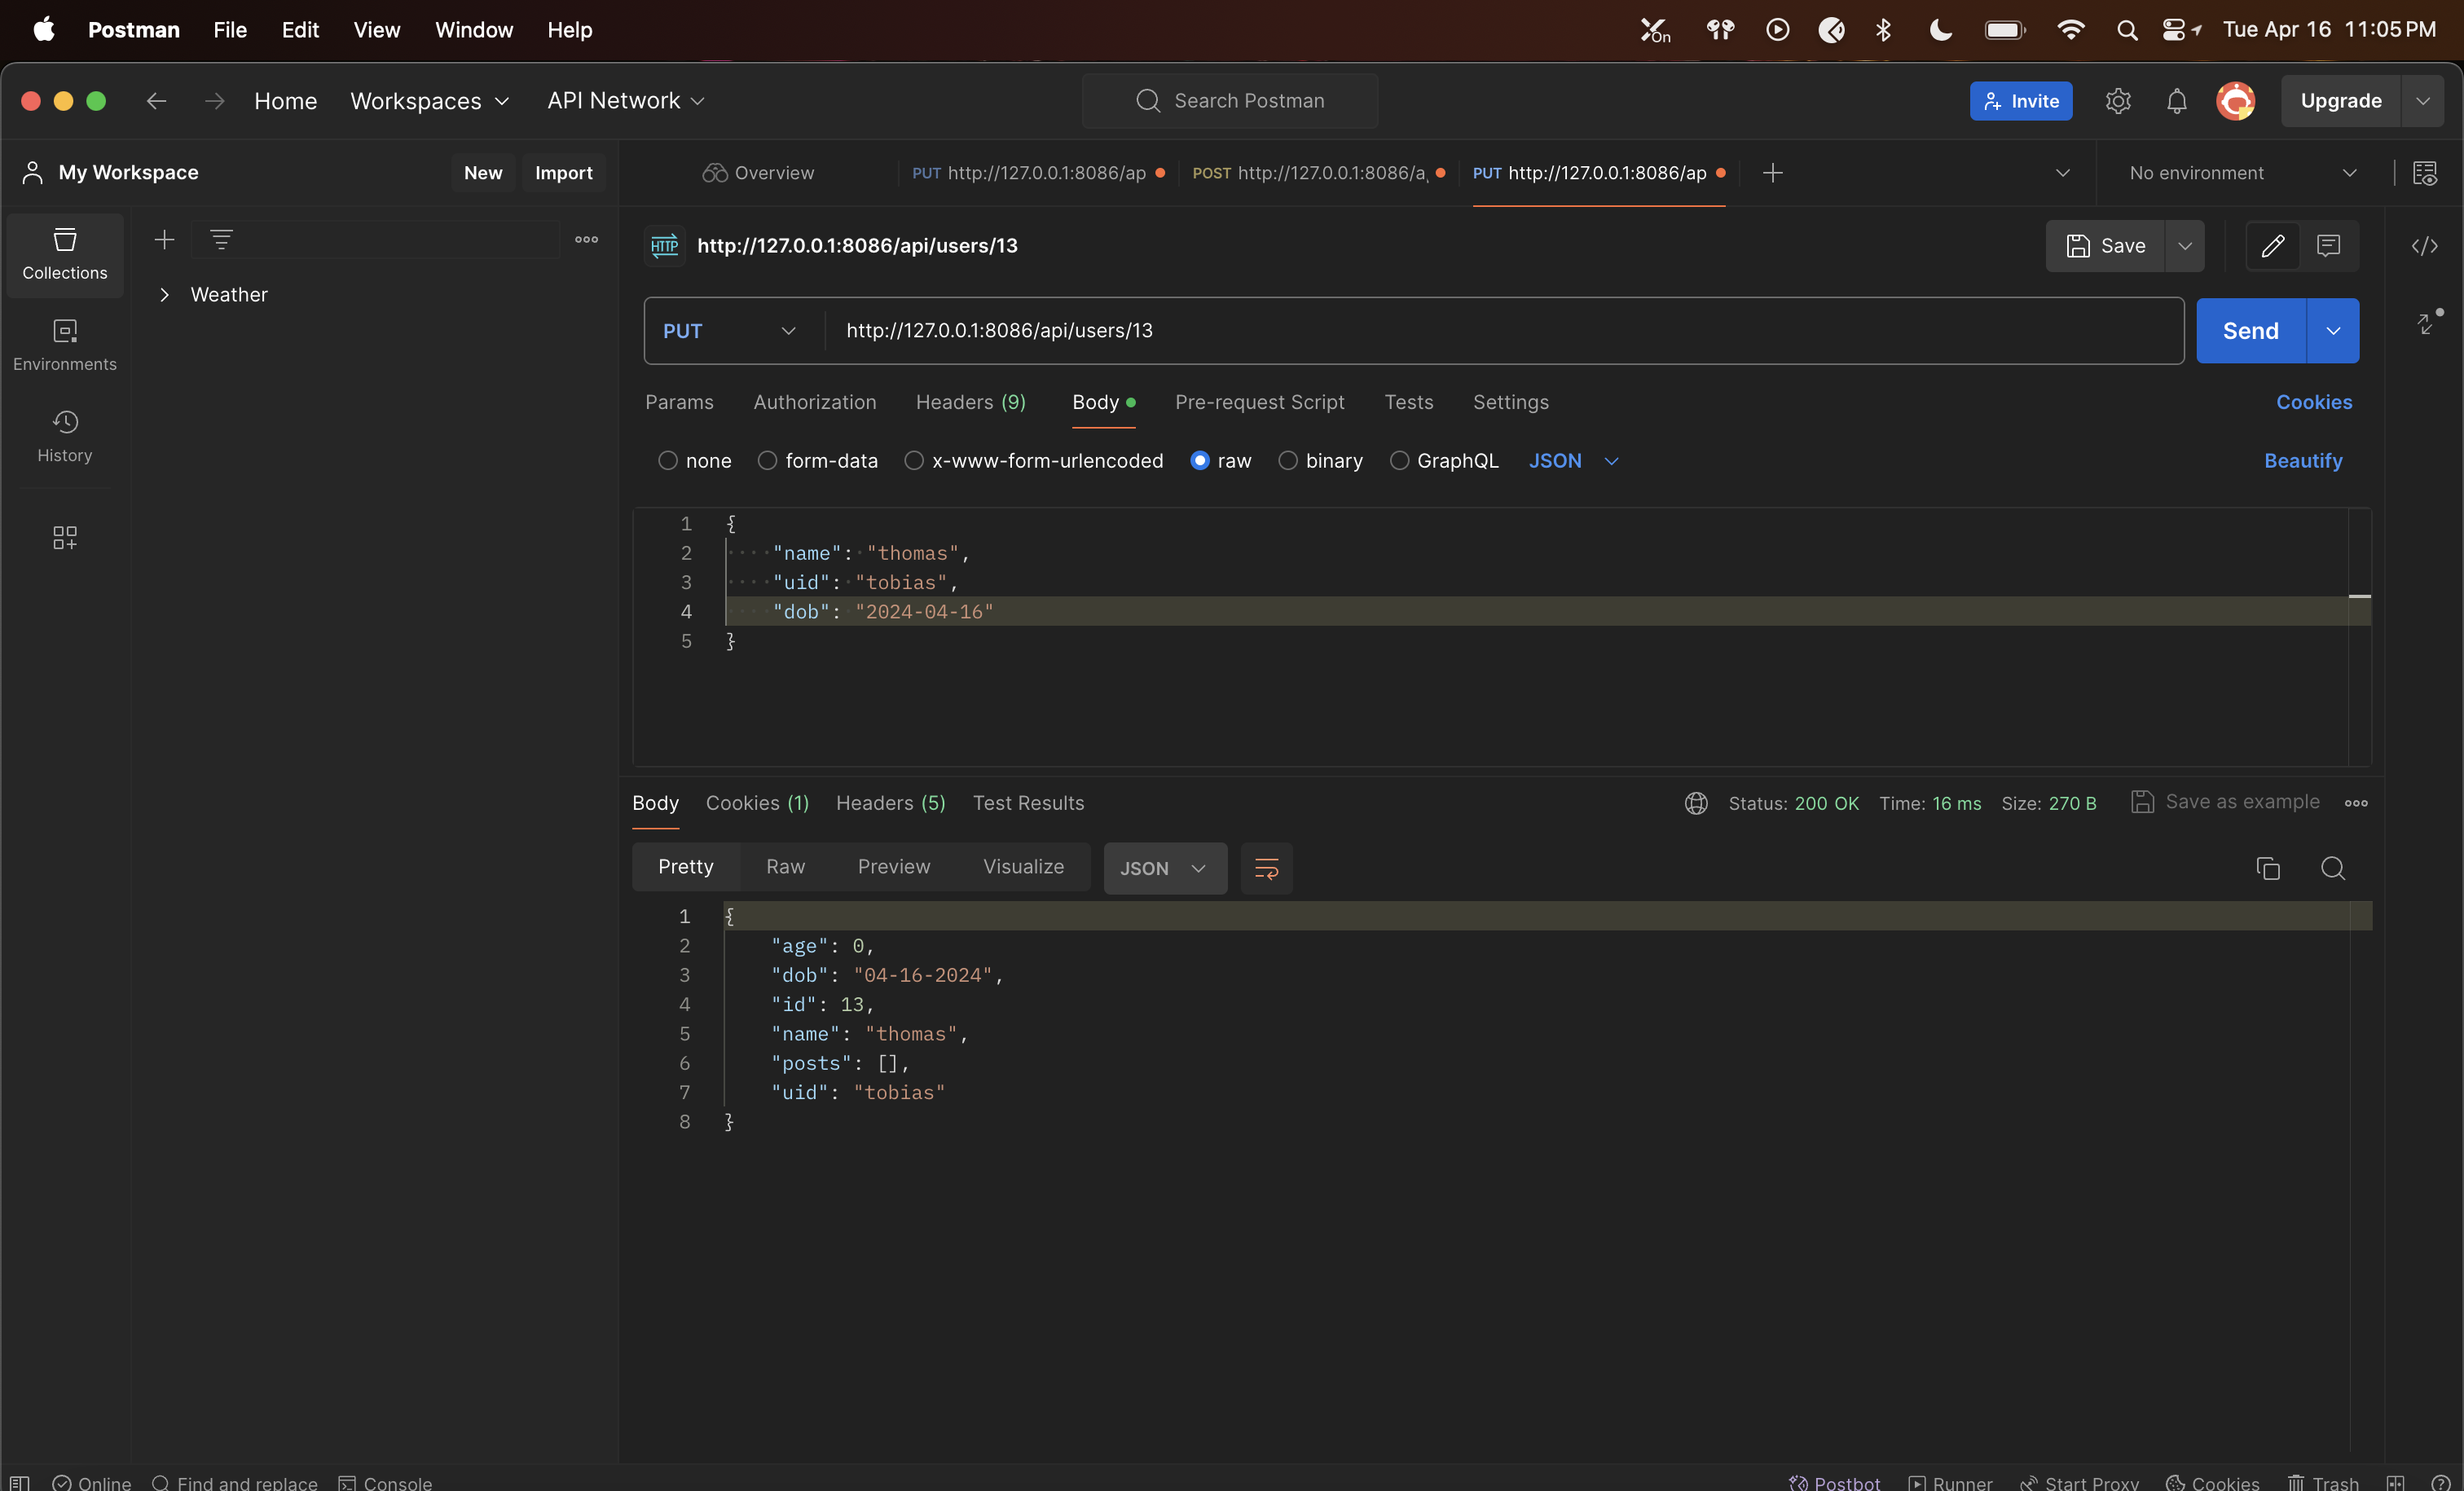 Postman File Edit View Window Help On Tue Apr 16 11:05 PM
Home Workspaces API Network Search Postman Invite Upgrade
My Workspace New Import Overview PUT http://127.0.0.1:8086/ap POST http://127.0.0.1:8086/a PUT http://127.0.0.1:8086/ap No environment
Collections
Environments
History
Weather
HTTP http://127.0.0.1:8086/api/users/13 Save
PUT http://127.0.0.1:8086/api/users/13 Send
Params Authorization Headers (9) Body Pre-request Script Tests Settings Cookies
none form-data x-www-form-urlencoded raw binary GraphQL JSON Beautify
1 {
2 "name": "thomas",
3 "uid": "tobias",
4 "dob": "2024-04-16"
5 }
Body Cookies (1) Headers (5) Test Results Status: 200 OK Time: 16 ms Size: 270 B Save as example
Pretty Raw Preview Visualize JSON
1 {
2 "age": 0,
3 "dob": "04-16-2024",
4 "id": 13,
5 "name": "thomas",
6 "posts": [],
7 "uid": "tobias"
8 }
Online Find and replace Console Postbot Runner Start Proxy Cookies Trash